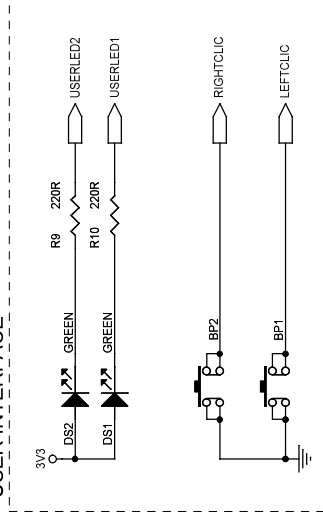 USER INTERFACE
3V3
DS2
GREEN
R9
220R
USERLED2
DS1
GREEN
R10
220R
USERLED1
BP2
RIGHTCLIC
BP1
LEFTCLIC